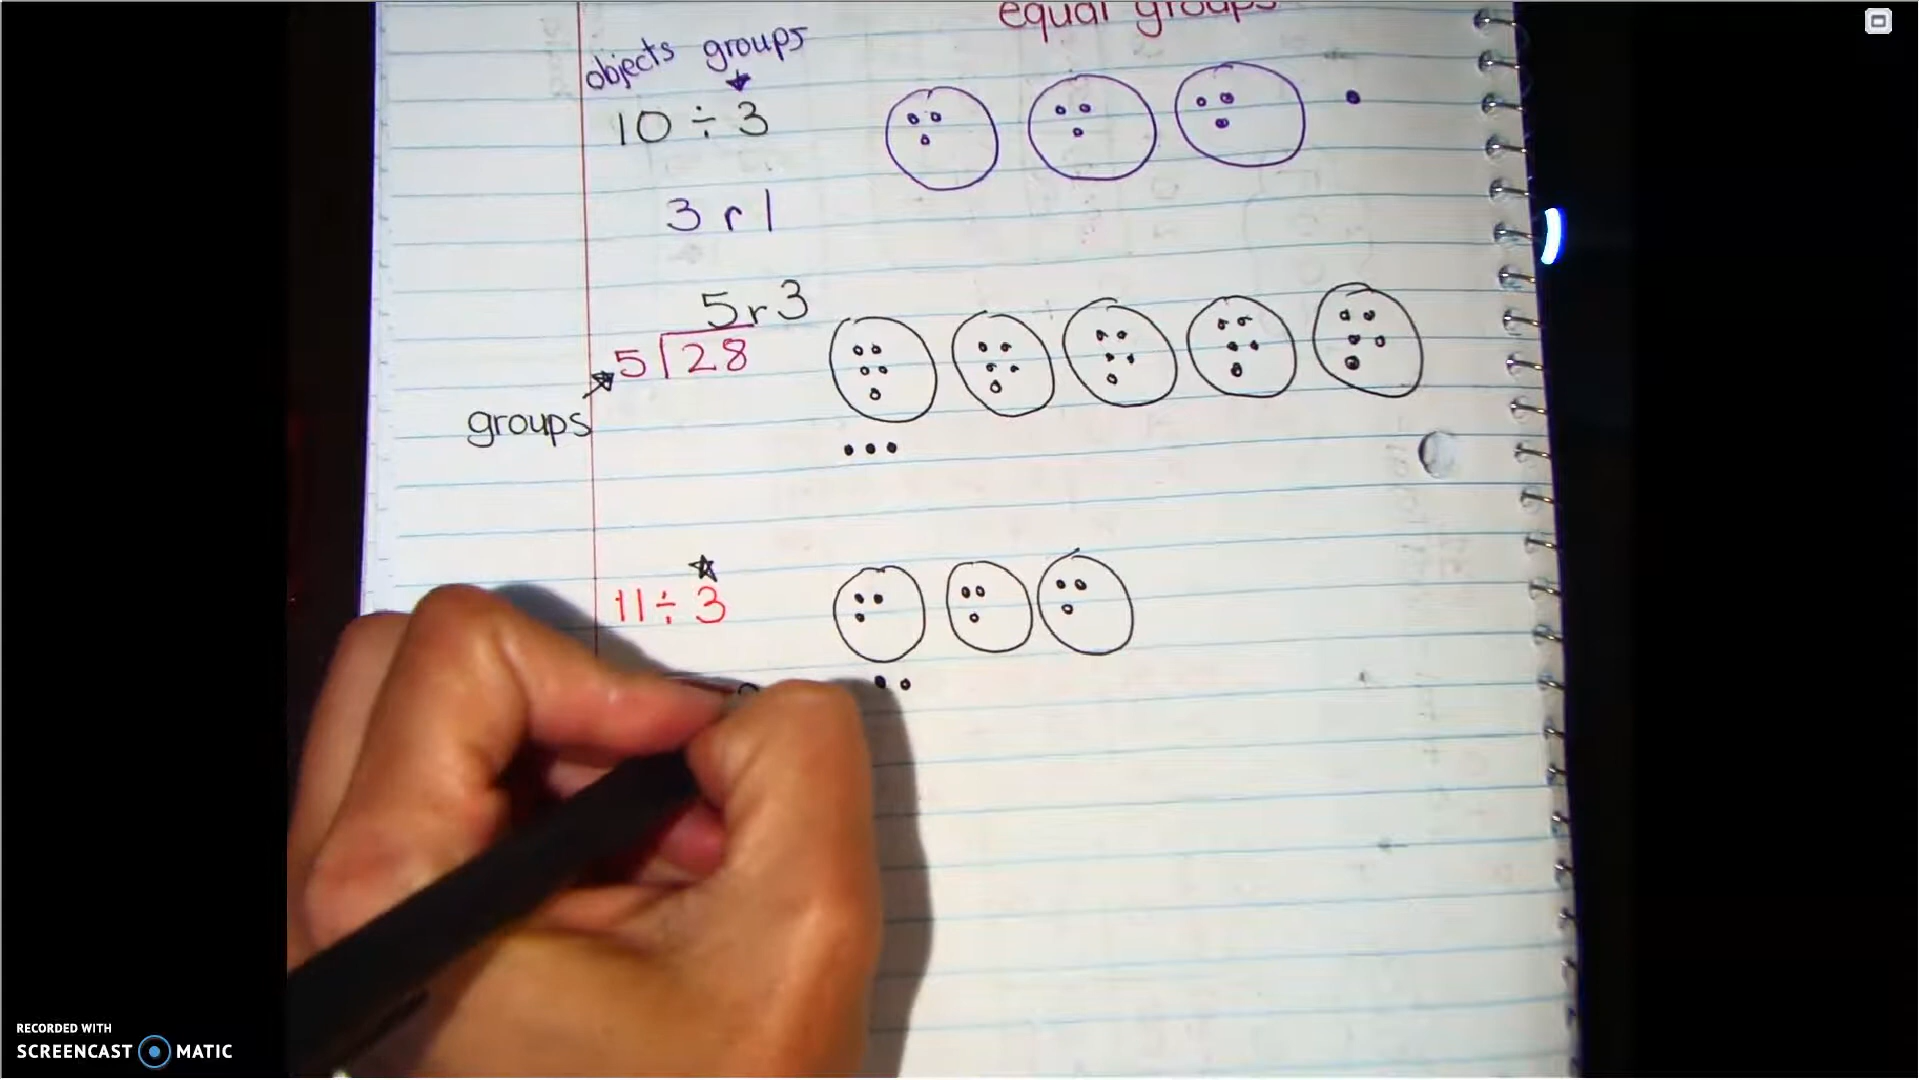 equal groups
objects groups
10 ÷ 3
3 r 1
5 r 3
5 28
groups
11 ÷ 3
RECORDED WITH
SCREENCAST MATIC